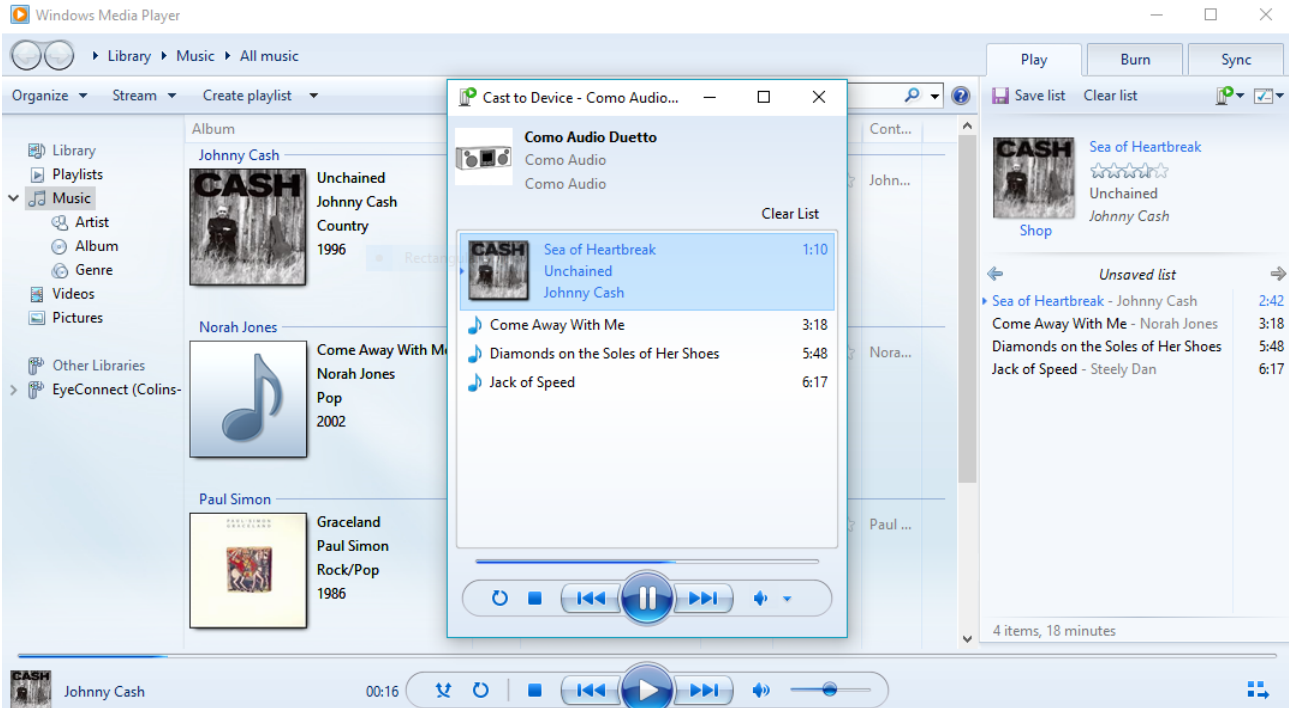 Windows Media Player
Library Music All music
Play Burn Sync
Organize Stream Create playlist
Save list Clear list
Library
Playlists
Music
Artist
Album
Genre
Videos
Pictures
Other Libraries
EyeConnect (Colins-
Album
Cont...
Johnny Cash
CASH
Unchained
Johnny Cash
Country
1996
John...
Norah Jones
Come Away With Me
Norah Jones
Pop
2002
Nora...
Paul Simon
PAUL SIMON
GRACELAND
Graceland
Paul Simon
Rock/Pop
1986
Paul ...
Cast to Device - Como Audio...
Como Audio Duetto
Como Audio
Como Audio
Clear List
CASH
Sea of Heartbreak 1:10
Unchained
Johnny Cash
Come Away With Me 3:18
Diamonds on the Soles of Her Shoes 5:48
Jack of Speed 6:17
CASH
Sea of Heartbreak
Unchained
Johnny Cash
Shop
Unsaved list
Sea of Heartbreak - Johnny Cash 2:42
Come Away With Me - Norah Jones 3:18
Diamonds on the Soles of Her Shoes 5:48
Jack of Speed - Steely Dan 6:17
4 items, 18 minutes
CASH
Johnny Cash
00:16